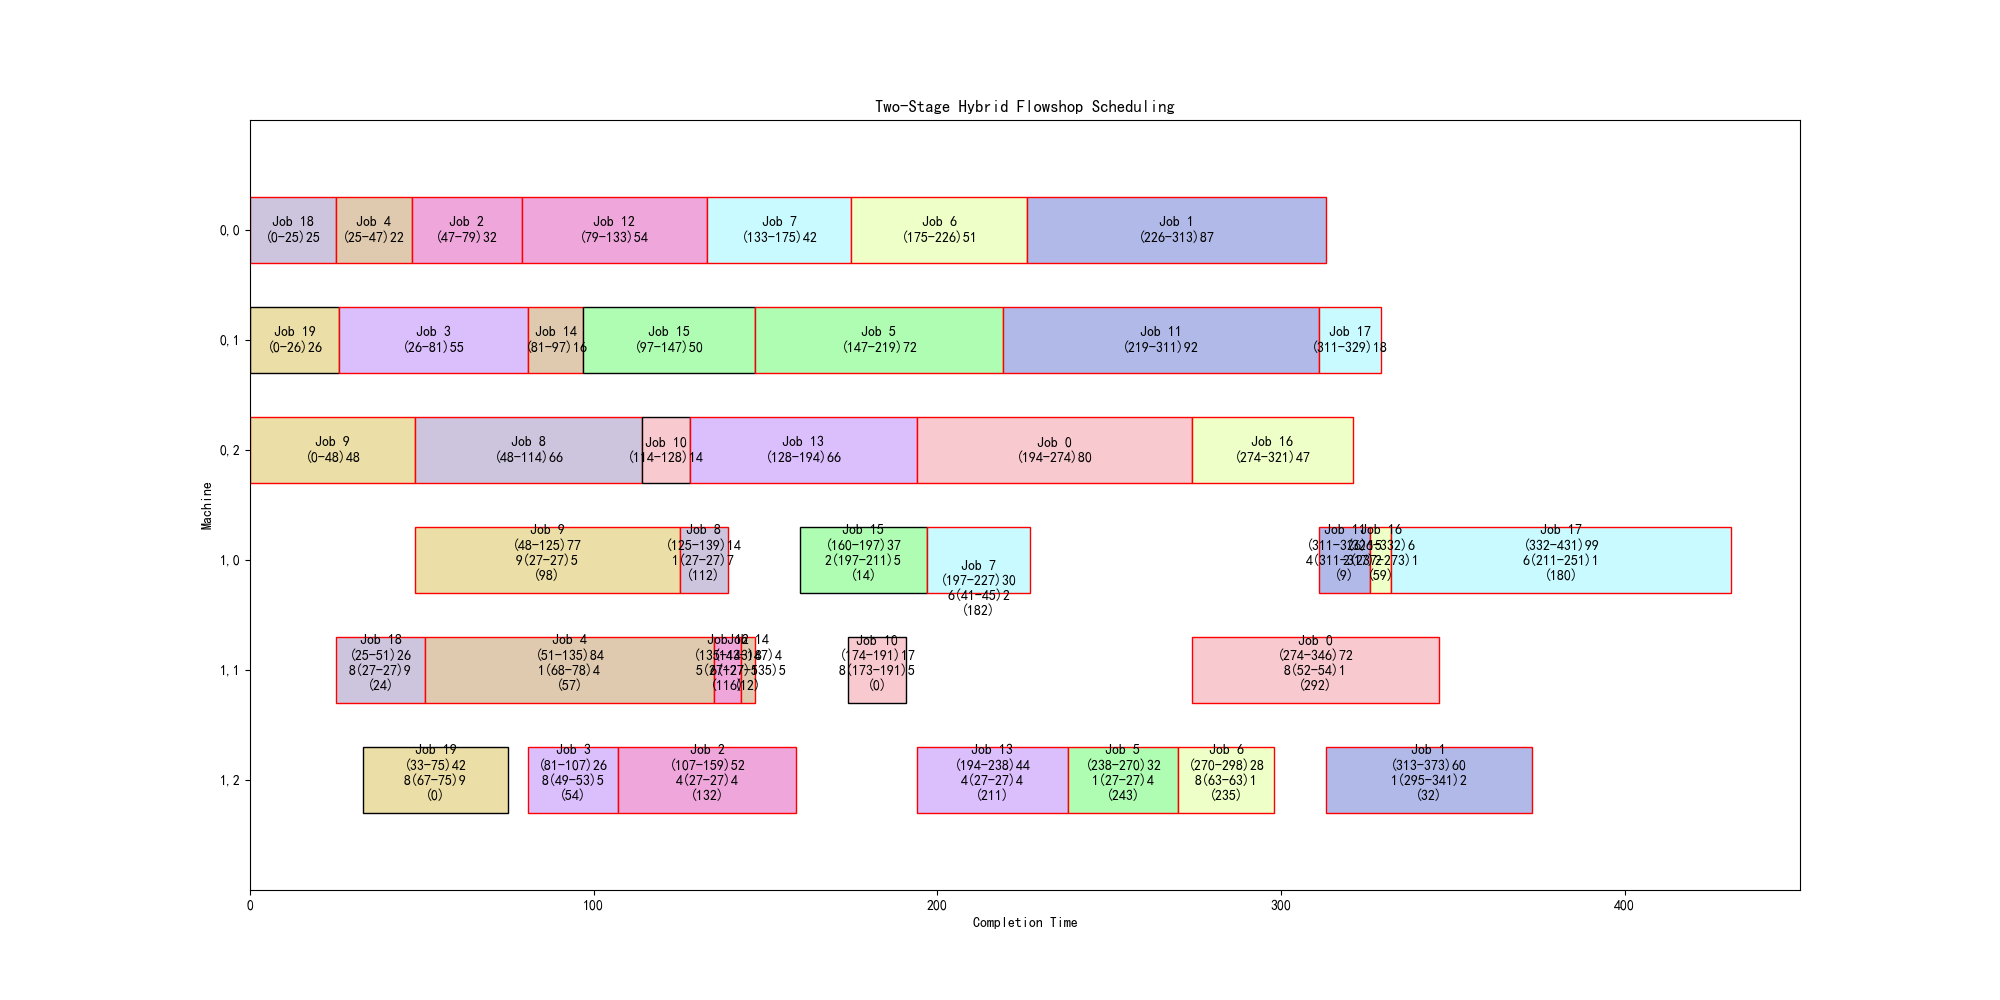 Two-Stage Hybrid Flowshop Scheduling
Machine
0,0
Job 18
(0-25)25
Job 4
(25-47)22
Job 2
(47-79)32
Job 12
(79-133)54
Job 7
(133-175)42
Job 6
(175-226)51
Job 1
(226-313)87
0,1
Job 19
(0-26)26
Job 3
(26-81)55
Job 14
(81-97)16
Job 15
(97-147)50
Job 5
(147-219)72
Job 11
(219-311)92
Job 17
(311-329)18
0,2
Job 9
(0-48)48
Job 8
(48-114)66
Job 10
(114-128)14
Job 13
(128-194)66
Job 0
(194-274)80
Job 16
(274-321)47
1,0
Job 9
(48-125)77
9(27-27)5
(98)
Job 8
(125-139)14
1(27-27)7
(112)
Job 15
(160-197)37
2(197-211)5
(14)
Job 7
(197-227)30
6(41-45)2
(182)
Job 11
(9)
Job 16
(59)
Job 17
(332-431)99
6(211-251)1
(180)
1,1
Job 18
(25-51)26
8(27-27)9
(24)
Job 4
(51-135)84
1(68-78)4
(57)
Job 12
(116)
Job 14
(12)
Job 10
(174-191)17
8(173-191)5
(0)
Job 0
(274-346)72
8(52-54)1
(292)
1,2
Job 19
(33-75)42
8(67-75)9
(0)
Job 3
(81-107)26
8(49-53)5
(54)
Job 2
(107-159)52
4(27-27)4
(132)
Job 13
(194-238)44
4(27-27)4
(211)
Job 5
(238-270)32
1(27-27)4
(243)
Job 6
(270-298)28
8(63-63)1
(235)
Job 1
(313-373)60
1(295-341)2
(32)
0
100
200
300
400
Completion Time